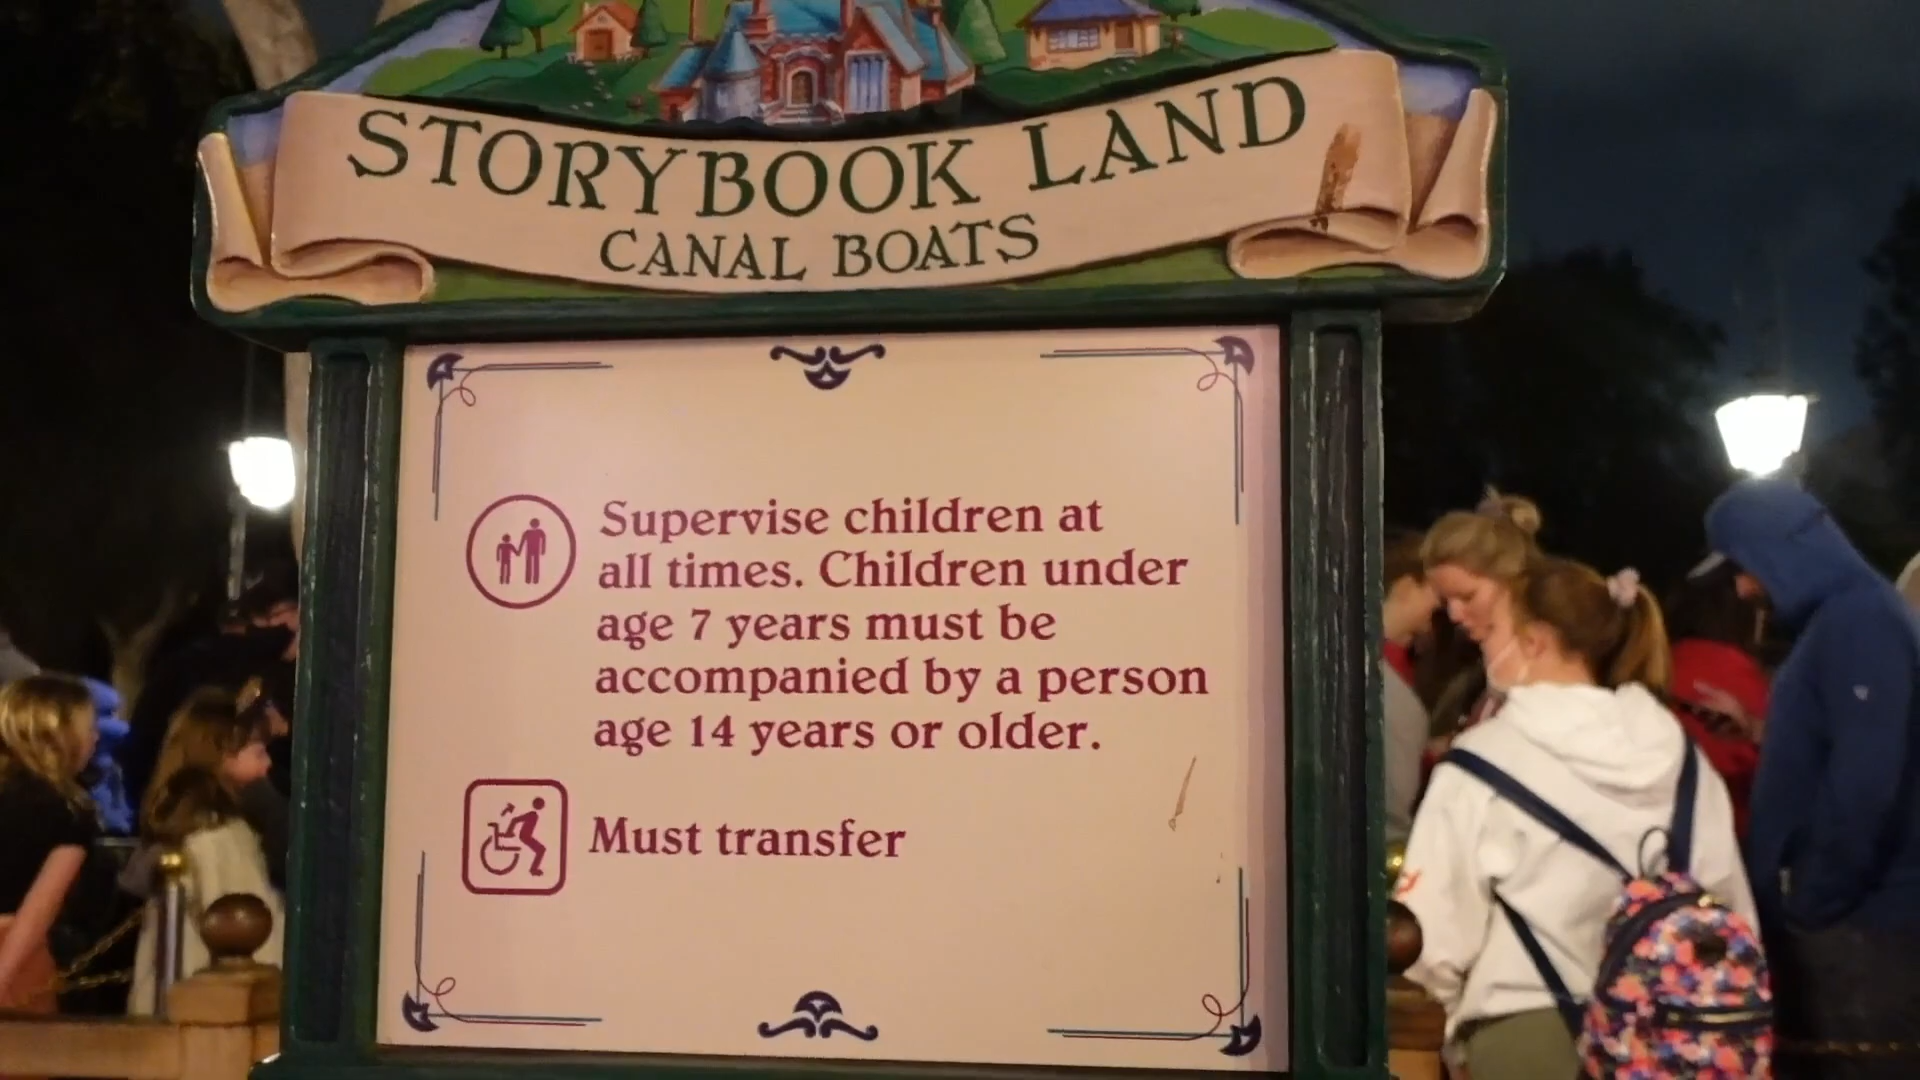 STORYBOOK LAND
CANAL BOATS
Supervise children at
all times. Children under
age 7 years must be
accompanied by a person
age 14 years or older.
Must transfer